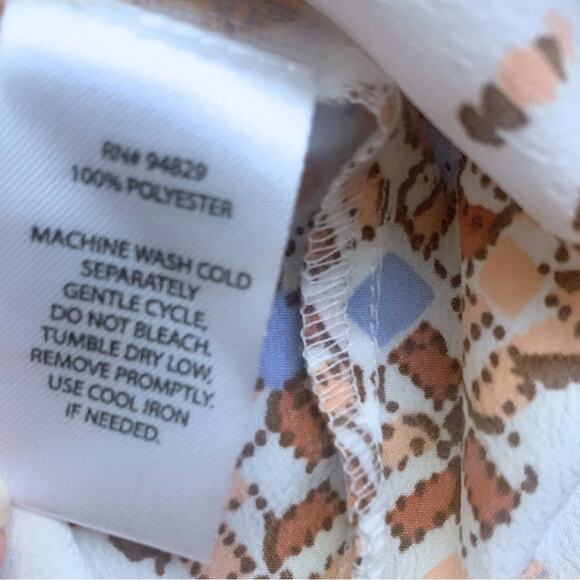 RN# 94829
100% POLYESTER
MACHINE WASH COLD
SEPARATELY
GENTLE CYCLE,
DO NOT BLEACH.
TUMBLE DRY LOW,
REMOVE PROMPTLY.
USE COOL IRON
IF NEEDED.